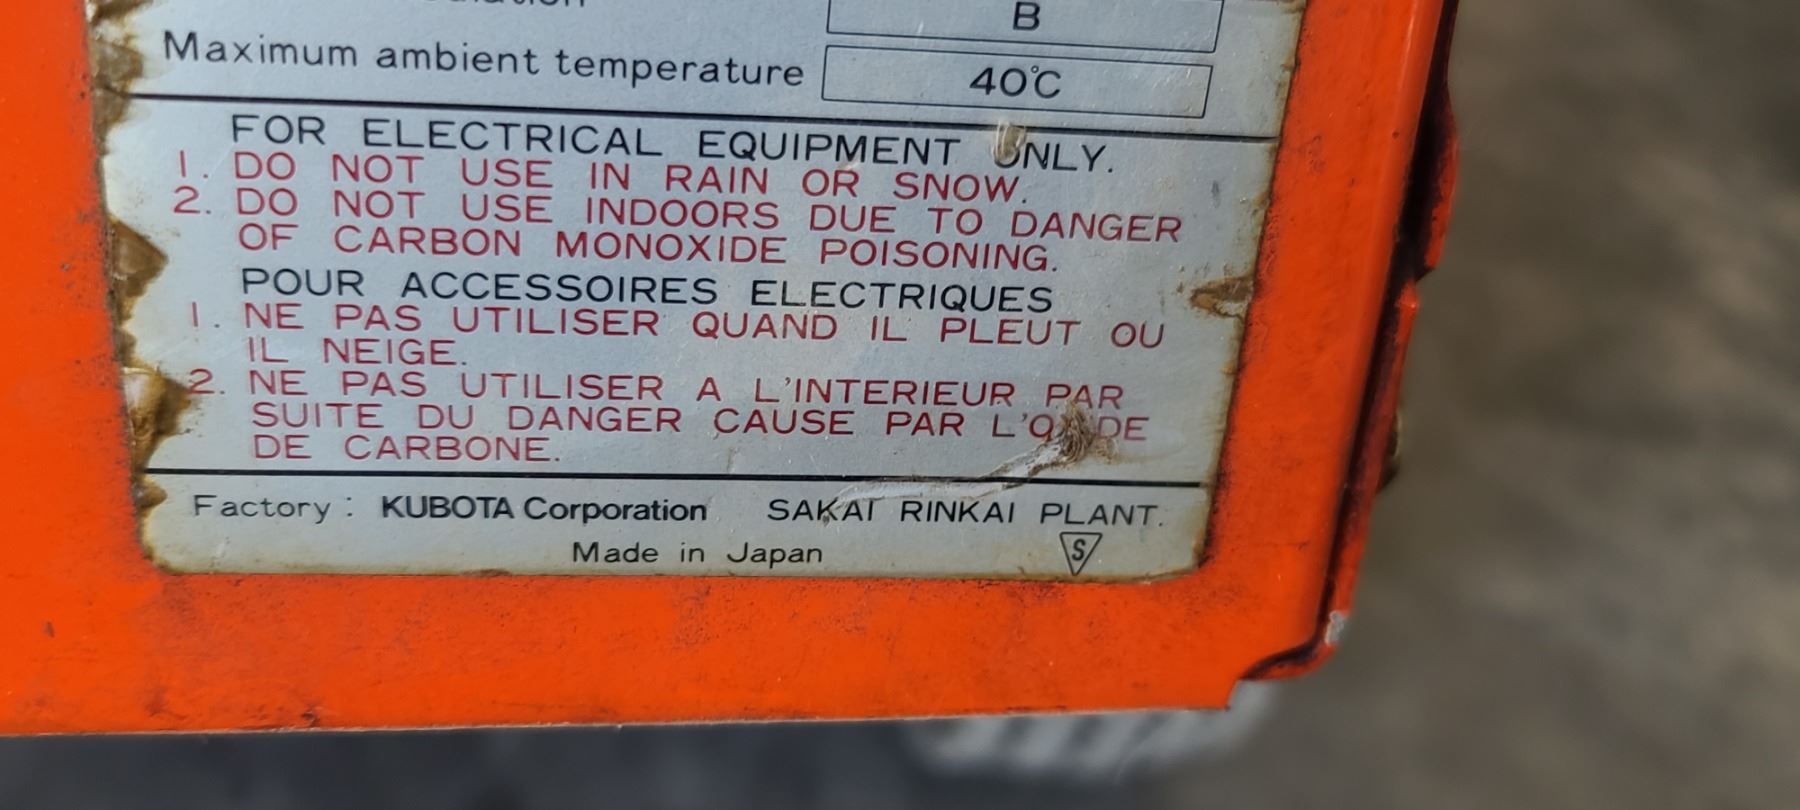 B
Maximum ambient temperature 40°C
FOR ELECTRICAL EQUIPMENT ONLY.
1. DO NOT USE IN RAIN OR SNOW.
2. DO NOT USE INDOORS DUE TO DANGER
OF CARBON MONOXIDE POISONING.
POUR ACCESSOIRES ELECTRIQUES
1. NE PAS UTILISER QUAND IL PLEUT OU
IL NEIGE.
2. NE PAS UTILISER A L'INTERIEUR PAR
SUITE DU DANGER CAUSE PAR L'OXYDE
DE CARBONE.
Factory : KUBOTA Corporation SAKAI RINKAI PLANT.
Made in Japan S